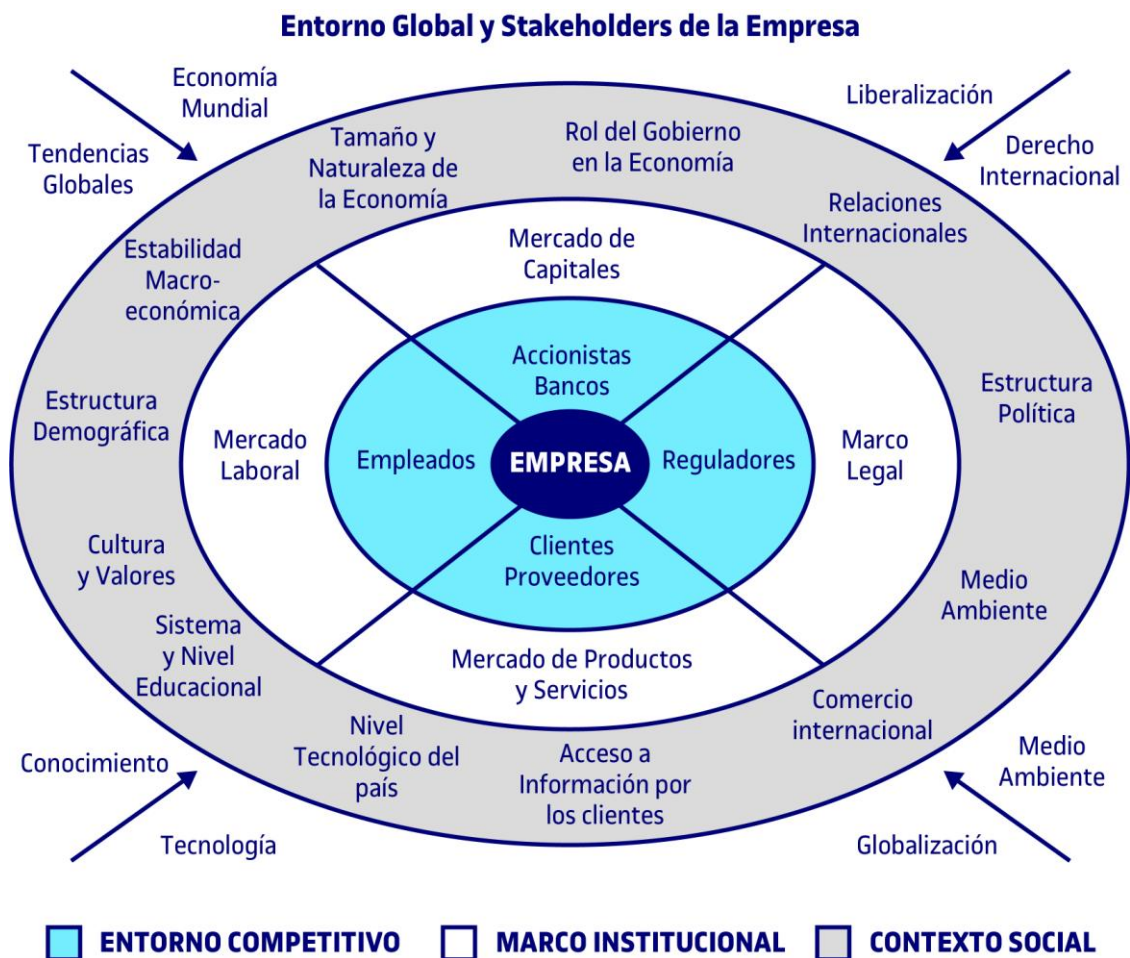 Entorno Global y Stakeholders de la Empresa
Economía
Mundial
Tendencias
Globales
Liberalización
Derecho
Internacional
Tamaño y
Naturaleza de
la Economía
Rol del Gobierno
en la Economía
Relaciones
Internacionales
Estabilidad
Macro-
económica
Mercado de
Capitales
Accionistas
Bancos
Estructura
Demográfica
Estructura
Política
Mercado
Laboral
Empleados
EMPRESA
Reguladores
Marco
Legal
Clientes
Proveedores
Cultura
y Valores
Medio
Ambiente
Sistema
y Nivel
Educacional
Mercado de Productos
y Servicios
Comercio
internacional
Nivel
Tecnológico del
país
Acceso a
Información por
los clientes
Conocimiento
Tecnología
Medio
Ambiente
Globalización
ENTORNO COMPETITIVO
MARCO INSTITUCIONAL
CONTEXTO SOCIAL